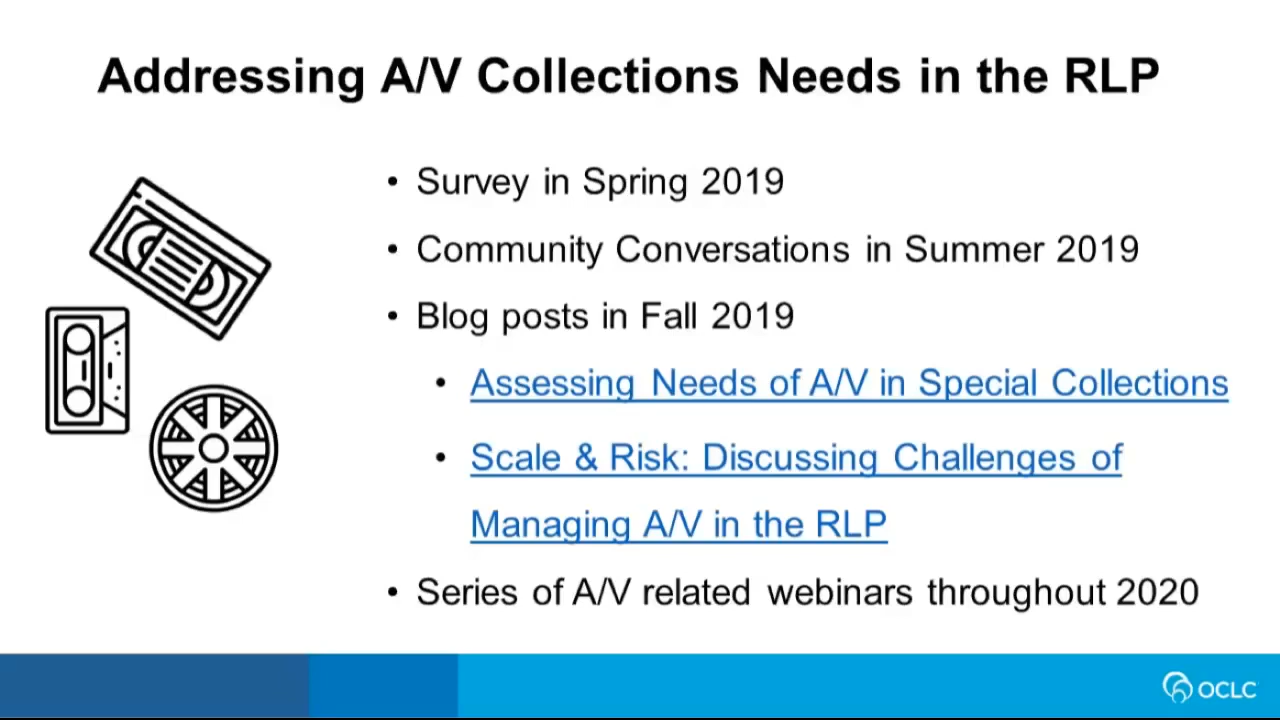 Addressing A/V Collections Needs in the RLP
• Survey in Spring 2019
• Community Conversations in Summer 2019
• Blog posts in Fall 2019
• Assessing Needs of A/V in Special Collections
• Scale & Risk: Discussing Challenges of
Managing A/V in the RLP
• Series of A/V related webinars throughout 2020
OCLC